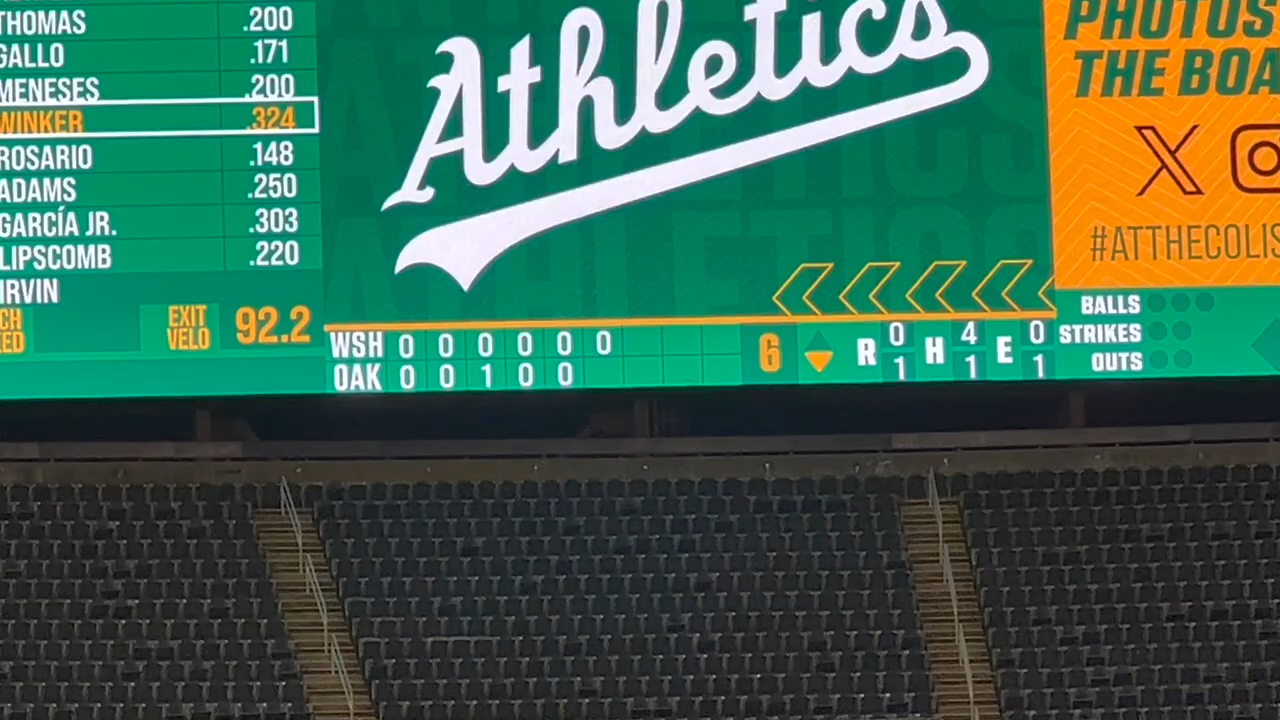 THOMAS .200
GALLO .171
MENESES .200
WINKER .324
ROSARIO .148
ADAMS .250
GARCÍA JR. .303
LIPSCOMB .220
IRVIN
EXIT
VELO 92.2
Athletics
PHOTOS
THE BOA
X
#ATTHECOLIS
WSH 0 0 0 0 0 0
OAK 0 0 1 0 0
6
R 0 1
H 4 1
E 0 1
BALLS
STRIKES
OUTS